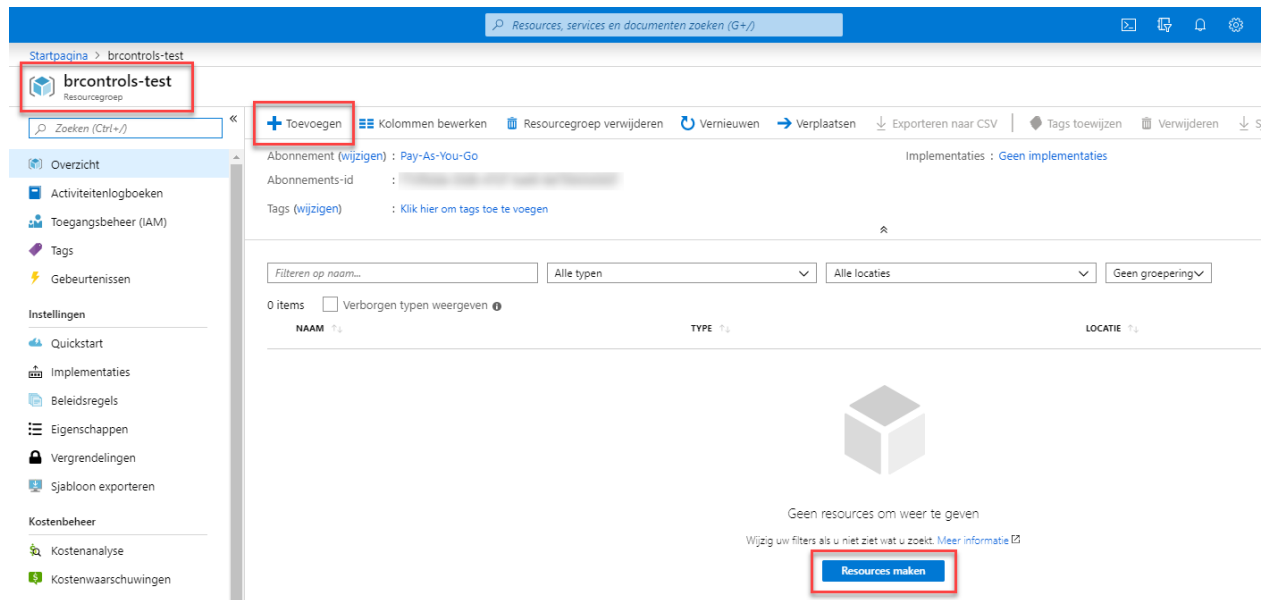 Resources, services en documenten zoeken (G+/)
Startpagina > brcontrols-test
brcontrols-test
Resourcegroep
Zoeken (Ctrl+/)
«
Overzicht
Activiteitenlogboeken
Toegangsbeheer (IAM)
Tags
Gebeurtenissen
Instellingen
Quickstart
Implementaties
Beleidsregels
Eigenschappen
Vergrendelingen
Sjabloon exporteren
Kostenbeheer
Kostenanalyse
Kostenwaarschuwingen
Toevoegen Kolommen bewerken Resourcegroep verwijderen Vernieuwen Verplaatsen Exporteren naar CSV Tags toewijzen Verwijderen S
Abonnement (wijzigen) : Pay-As-You-Go Implementaties : Geen implementaties
Abonnements-id :
Tags (wijzigen) : Klik hier om tags toe te voegen
Filteren op naam... Alle typen Alle locaties Geen groepering
0 items Verborgen typen weergeven
NAAM TYPE LOCATIE
Geen resources om weer te geven
Wijzig uw filters als u niet ziet wat u zoekt. Meer informatie
Resources maken